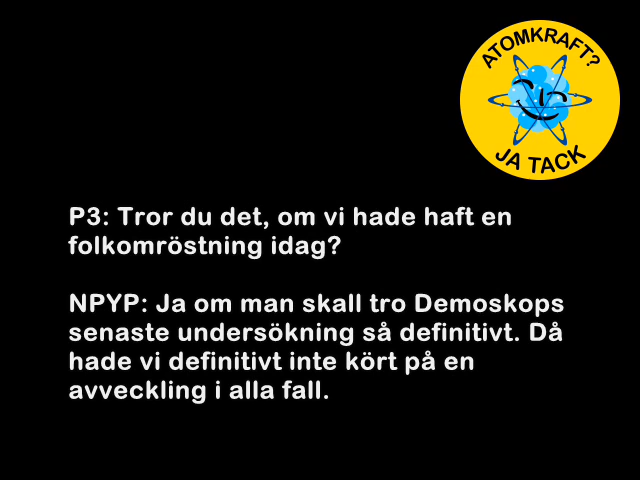 ATOMKRAFT?
JA TACK
P3: Tror du det, om vi hade haft en
folkomröstning idag?
NPYP: Ja om man skall tro Demoskops
senaste undersökning så definitivt. Då
hade vi definitivt inte kört på en
avveckling i alla fall.